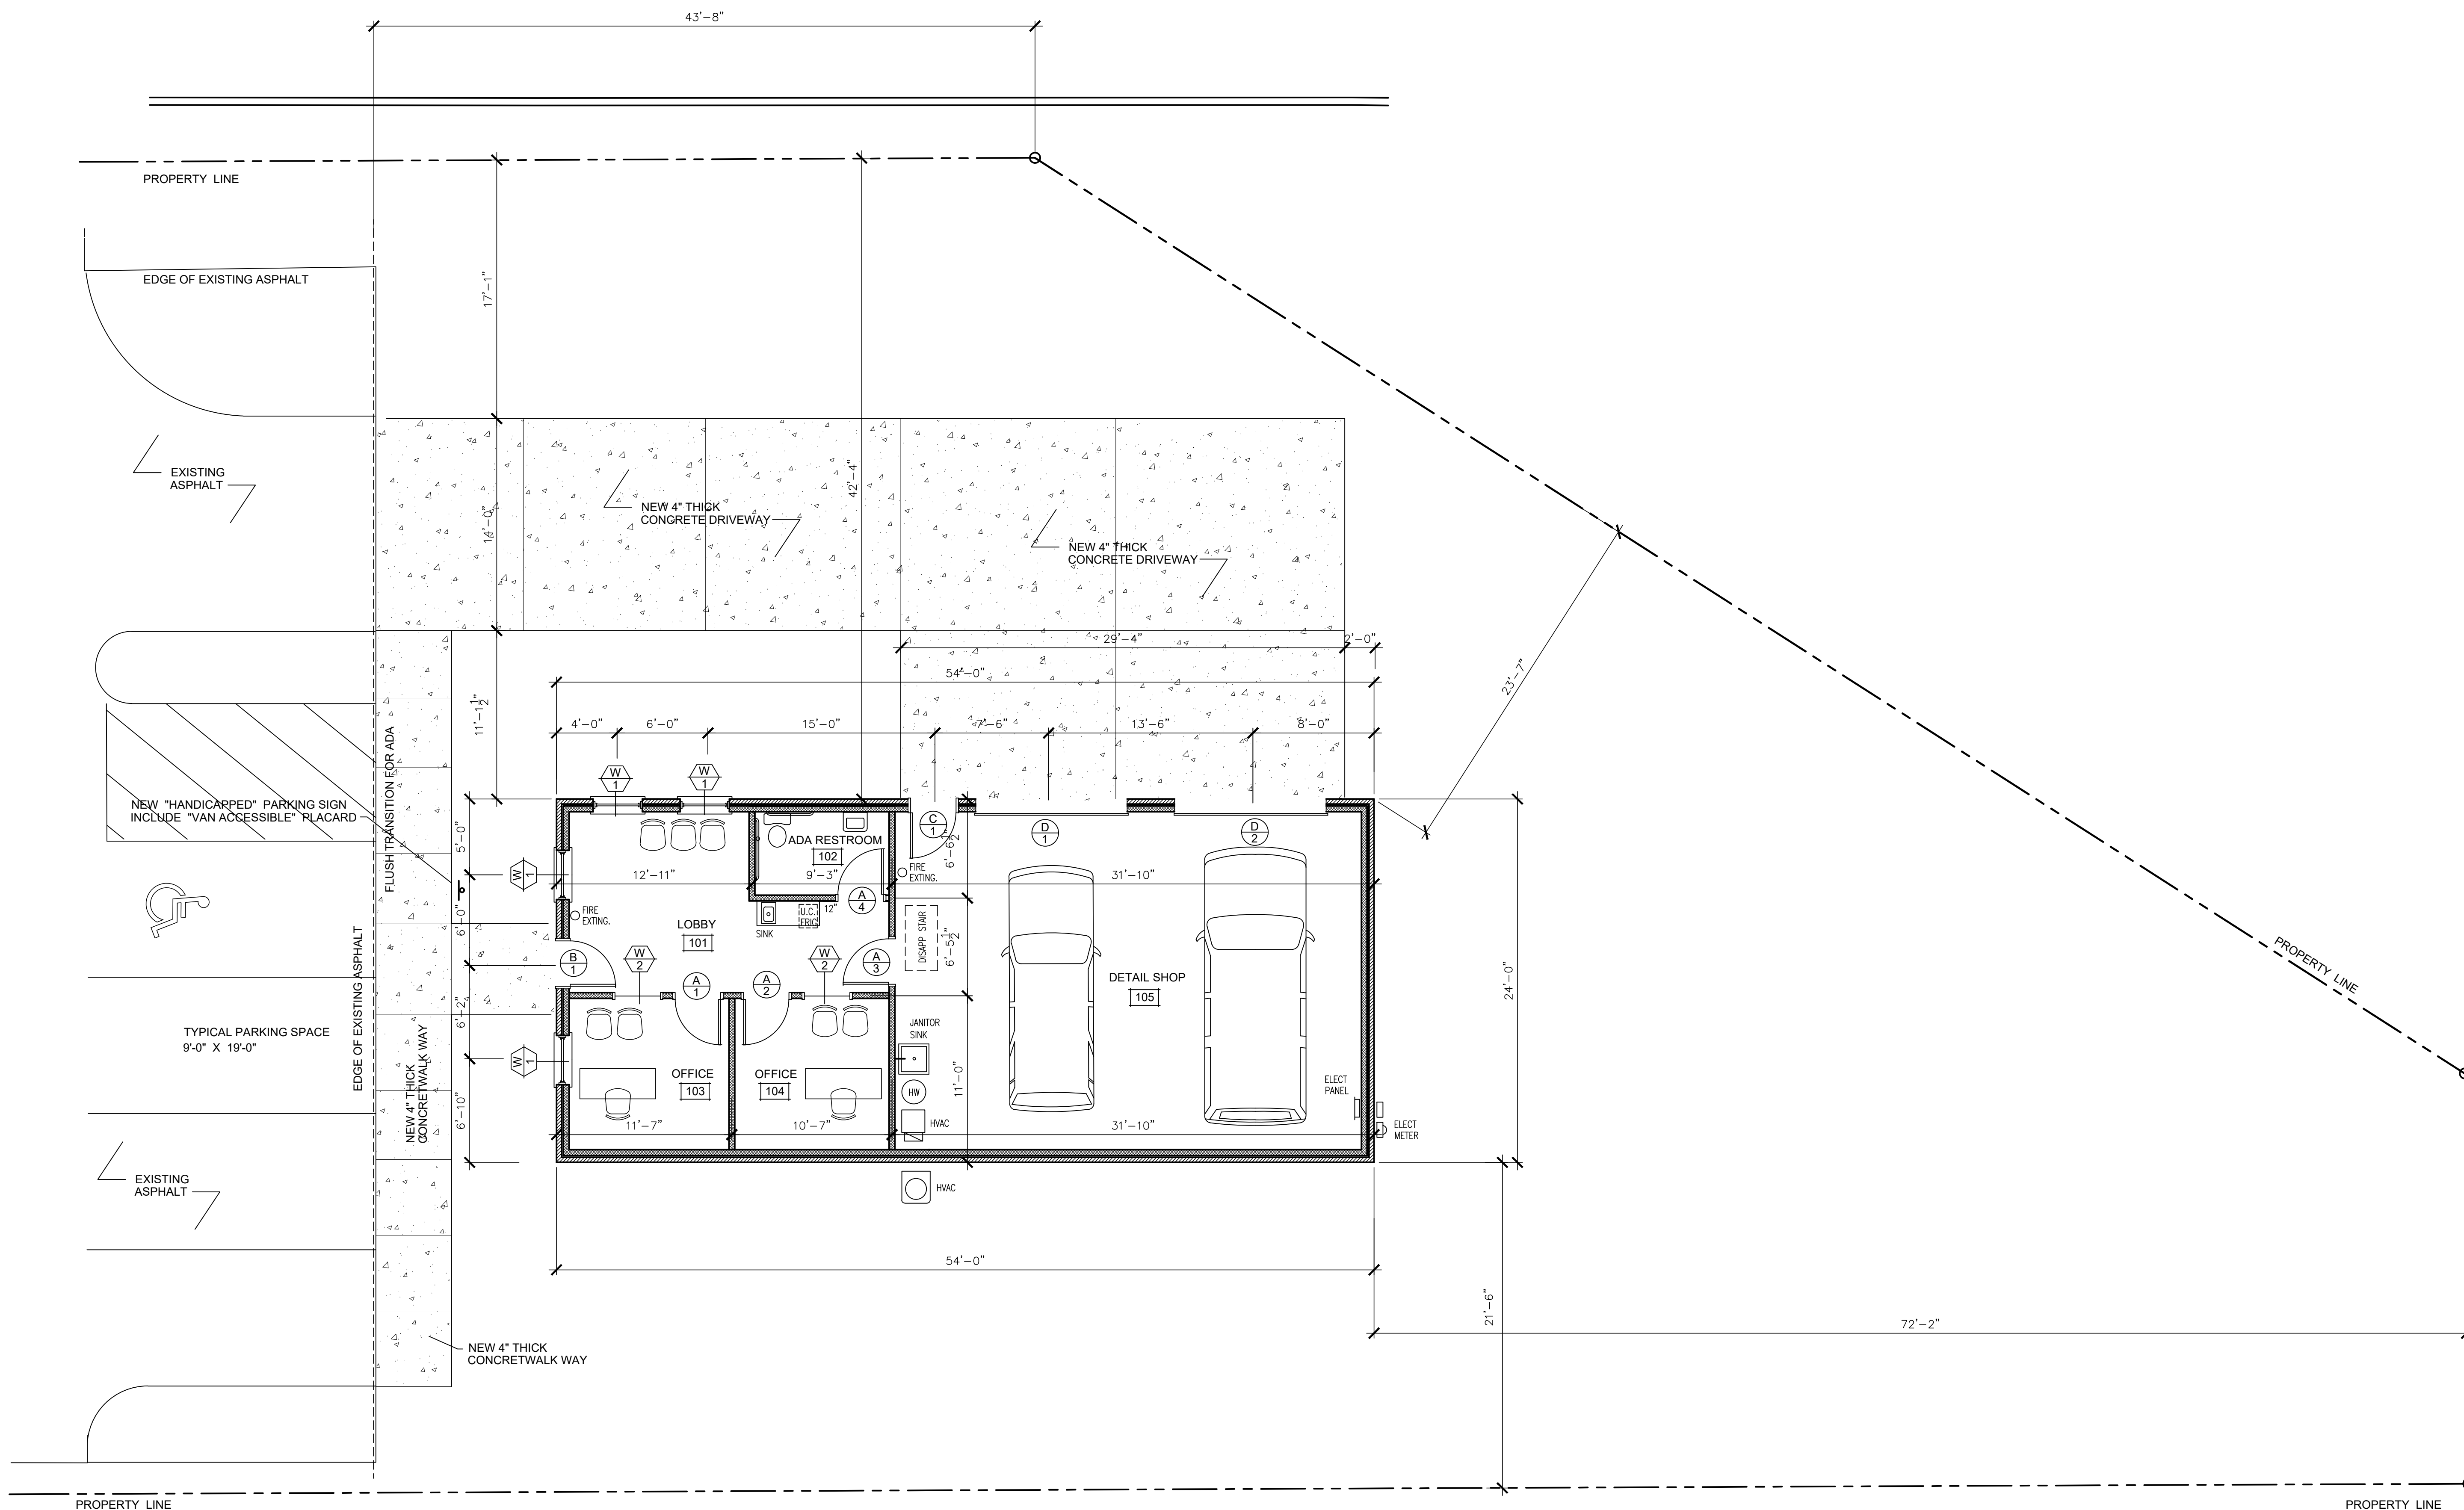 43'-8"
PROPERTY LINE
EDGE OF EXISTING ASPHALT
17'-1"
42'-4"
14'-0"
EXISTING
ASPHALT
NEW 4" THICK
CONCRETE DRIVEWAY
NEW 4" THICK
CONCRETE DRIVEWAY
29'-4"
2'-0"
23'-7"
54'-0"
11'-1 1/2"
4'-0"
6'-0"
15'-0"
7'-6"
13'-6"
8'-0"
W
1
W
1
FLUSH TRANSITION FOR ADA
NEW "HANDICAPPED" PARKING SIGN
INCLUDE "VAN ACCESSIBLE" PLACARD
5'-0"
W
1
C
1
D
1
D
2
6'-6 1/2"
ADA RESTROOM
102
FIRE
EXTING.
12'-11"
9'-3"
31'-10"
A
4
U.C.
FRIG
12"
SINK
FIRE
EXTING.
LOBBY
101
6'-0"
DISAPP STAIR
6'-5 1/2"
B
1
W
2
W
2
A
3
A
1
A
2
DETAIL SHOP
105
24'-0"
PROPERTY LINE
EDGE OF EXISTING ASPHALT
TYPICAL PARKING SPACE
9'-0" X 19'-0"
6'-2"
W
1
JANITOR
SINK
NEW 4" THICK
CONCRETWALK WAY
OFFICE
103
OFFICE
104
HW
11'-0"
ELECT
PANEL
6'-10"
11'-7"
10'-7"
HVAC
31'-10"
ELECT
METER
EXISTING
ASPHALT
HVAC
54'-0"
21'-6"
72'-2"
NEW 4" THICK
CONCRETWALK WAY
PROPERTY LINE
PROPERTY LINE